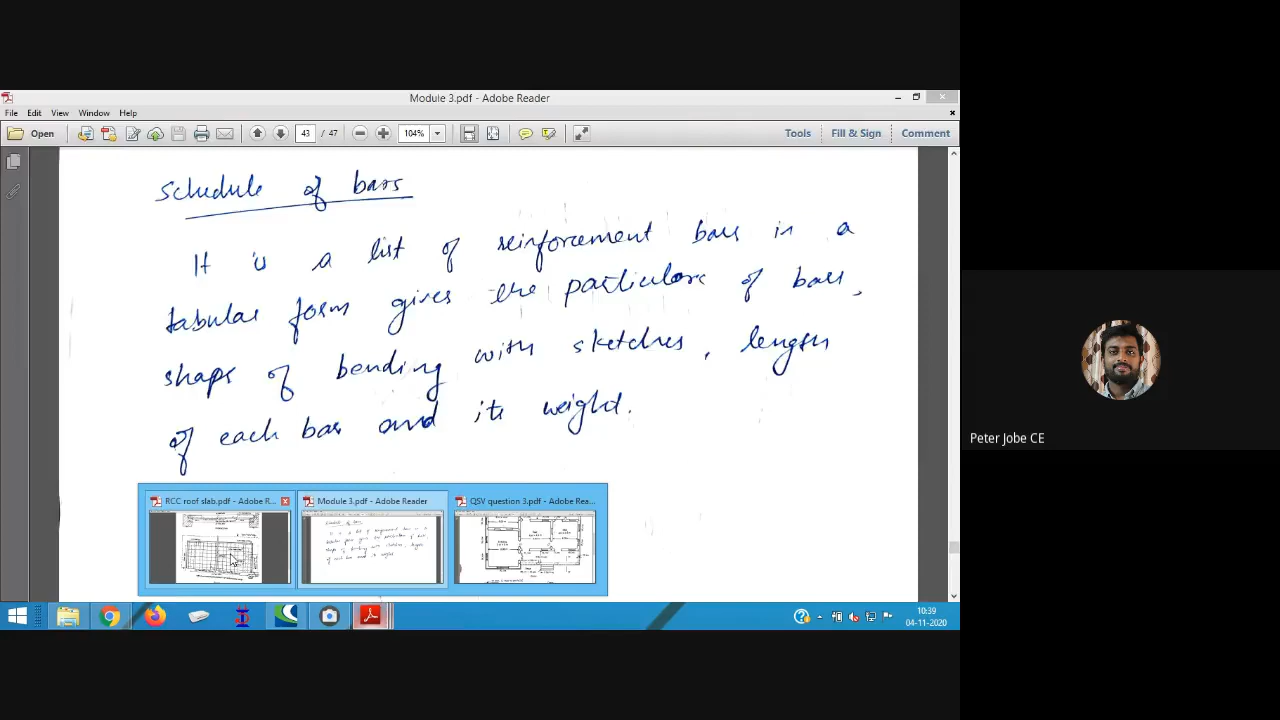 Module 3.pdf - Adobe Reader
File Edit View Window Help
Open 43 / 47 104% Tools Fill & Sign Comment
Schedule of bars
It is a list of reinforcement bars in a
tabular form gives the particulars of bars,
shape of bending with sketches, length
of each bar and its weight.
Peter Jobe CE
RCC roof slab.pdf - Adobe R... Module 3.pdf - Adobe Reader QSV question 3.pdf - Adobe Rea...
10:39
04-11-2020